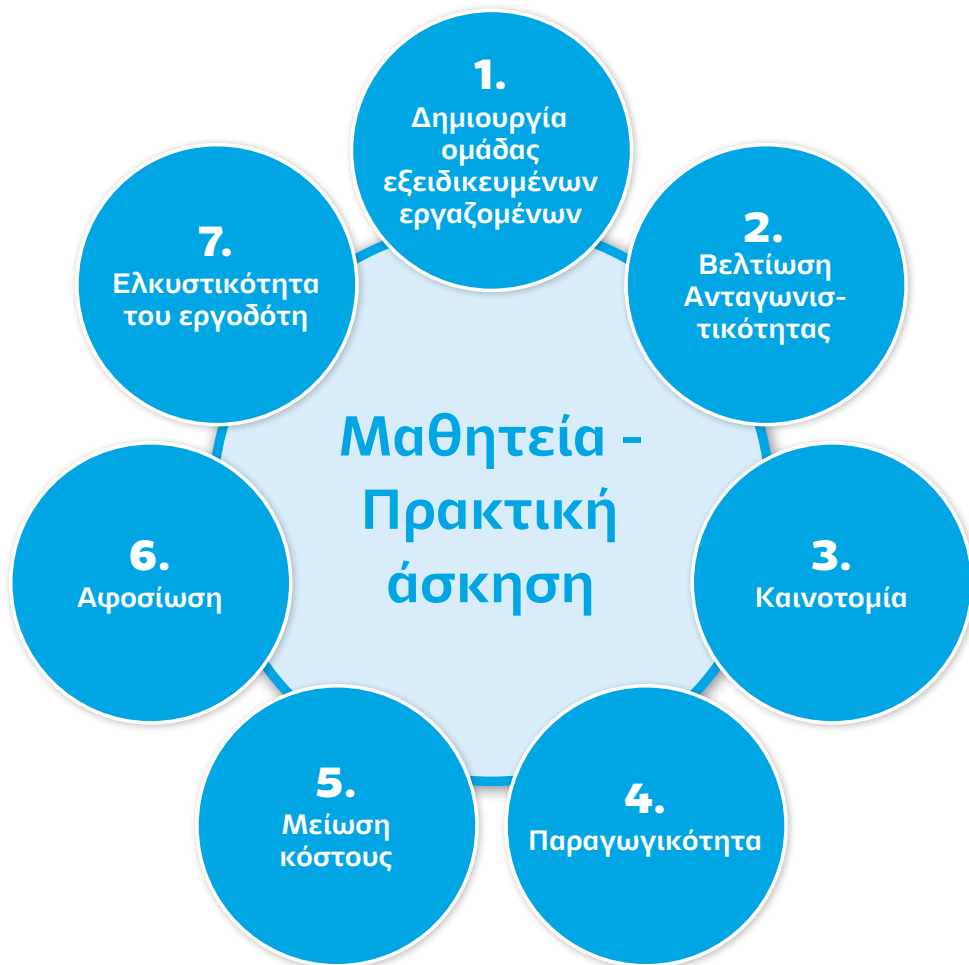 1.
Δημιουργία
ομάδας
εξειδικευμένων
εργαζομένων
2.
Βελτίωση
Ανταγωνισ-
τικότητας
3.
Καινοτομία
4.
Παραγωγικότητα
5.
Μείωση
κόστους
6.
Αφοσίωση
7.
Ελκυστικότητα
του εργοδότη
Μαθητεία -
Πρακτική
άσκηση